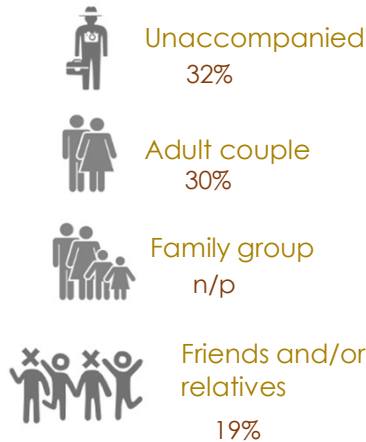 Unaccompanied
32%
Adult couple
30%
Family group
n/p
Friends and/or
relatives
19%